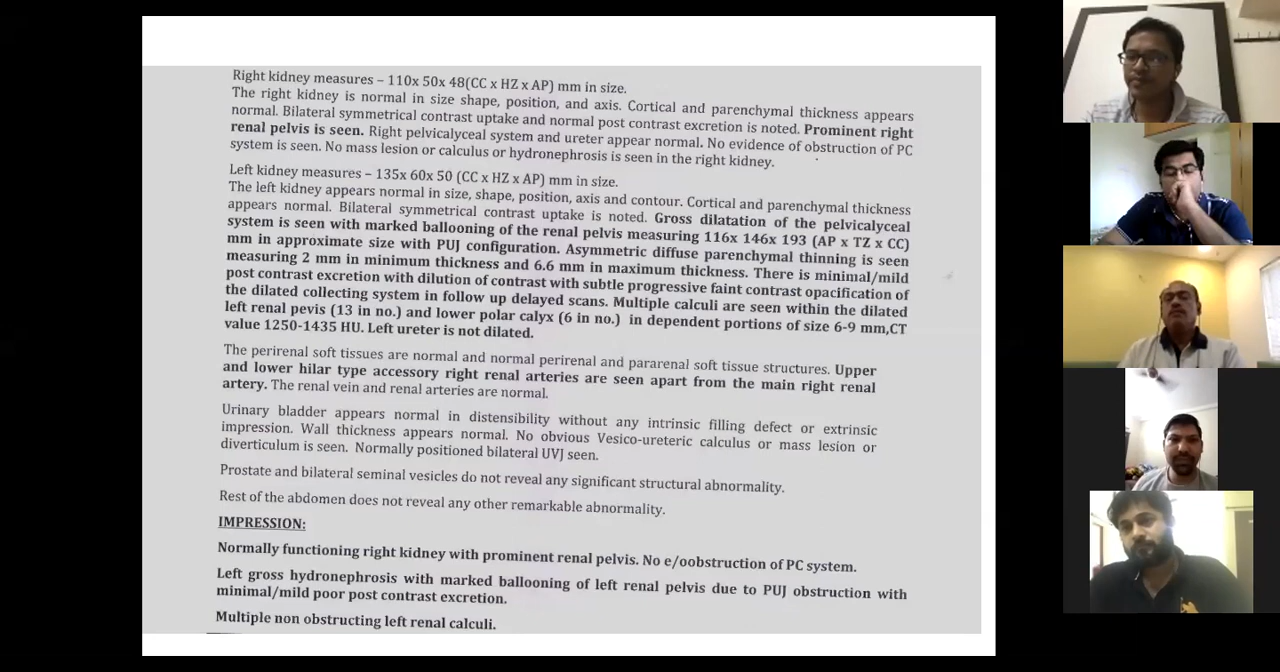 Right kidney measures – 110x 50x 48(CC x HZ x AP) mm in size.
The right kidney is normal in size shape, position, and axis. Cortical and parenchymal thickness appears
normal. Bilateral symmetrical contrast uptake and normal post contrast excretion is noted. Prominent right
renal pelvis is seen. Right pelvicalyceal system and ureter appear normal. No evidence of obstruction of PC
system is seen. No mass lesion or calculus or hydronephrosis is seen in the right kidney.
Left kidney measures – 135x 60x 50 (CC x HZ x AP) mm in size.
The left kidney appears normal in size, shape, position, axis and contour. Cortical and parenchymal thickness
appears normal. Bilateral symmetrical contrast uptake is noted. Gross dilatation of the pelvicalyceal
system is seen with marked ballooning of the renal pelvis measuring 116x 146x 193 (AP x TZ x CC)
mm in approximate size with PUJ configuration. Asymmetric diffuse parenchymal thinning is seen
measuring 2 mm in minimum thickness and 6.6 mm in maximum thickness. There is minimal/mild
post contrast excretion with dilution of contrast with subtle progressive faint contrast opacification of
the dilated collecting system in follow up delayed scans. Multiple calculi are seen within the dilated
left renal pevis (13 in no.) and lower polar calyx (6 in no.) in dependent portions of size 6-9 mm,CT
value 1250-1435 HU. Left ureter is not dilated.
The perirenal soft tissues are normal and normal perirenal and pararenal soft tissue structures. Upper
and lower hilar type accessory right renal arteries are seen apart from the main right renal
artery. The renal vein and renal arteries are normal.
Urinary bladder appears normal in distensibility without any intrinsic filling defect or extrinsic
impression. Wall thickness appears normal. No obvious Vesico-ureteric calculus or mass lesion or
diverticulum is seen. Normally positioned bilateral UVJ seen.
Prostate and bilateral seminal vesicles do not reveal any significant structural abnormality.
Rest of the abdomen does not reveal any other remarkable abnormality.
IMPRESSION:
Normally functioning right kidney with prominent renal pelvis. No e/oobstruction of PC system.
Left gross hydronephrosis with marked ballooning of left renal pelvis due to PUJ obstruction with
minimal/mild poor post contrast excretion.
Multiple non obstructing left renal calculi.